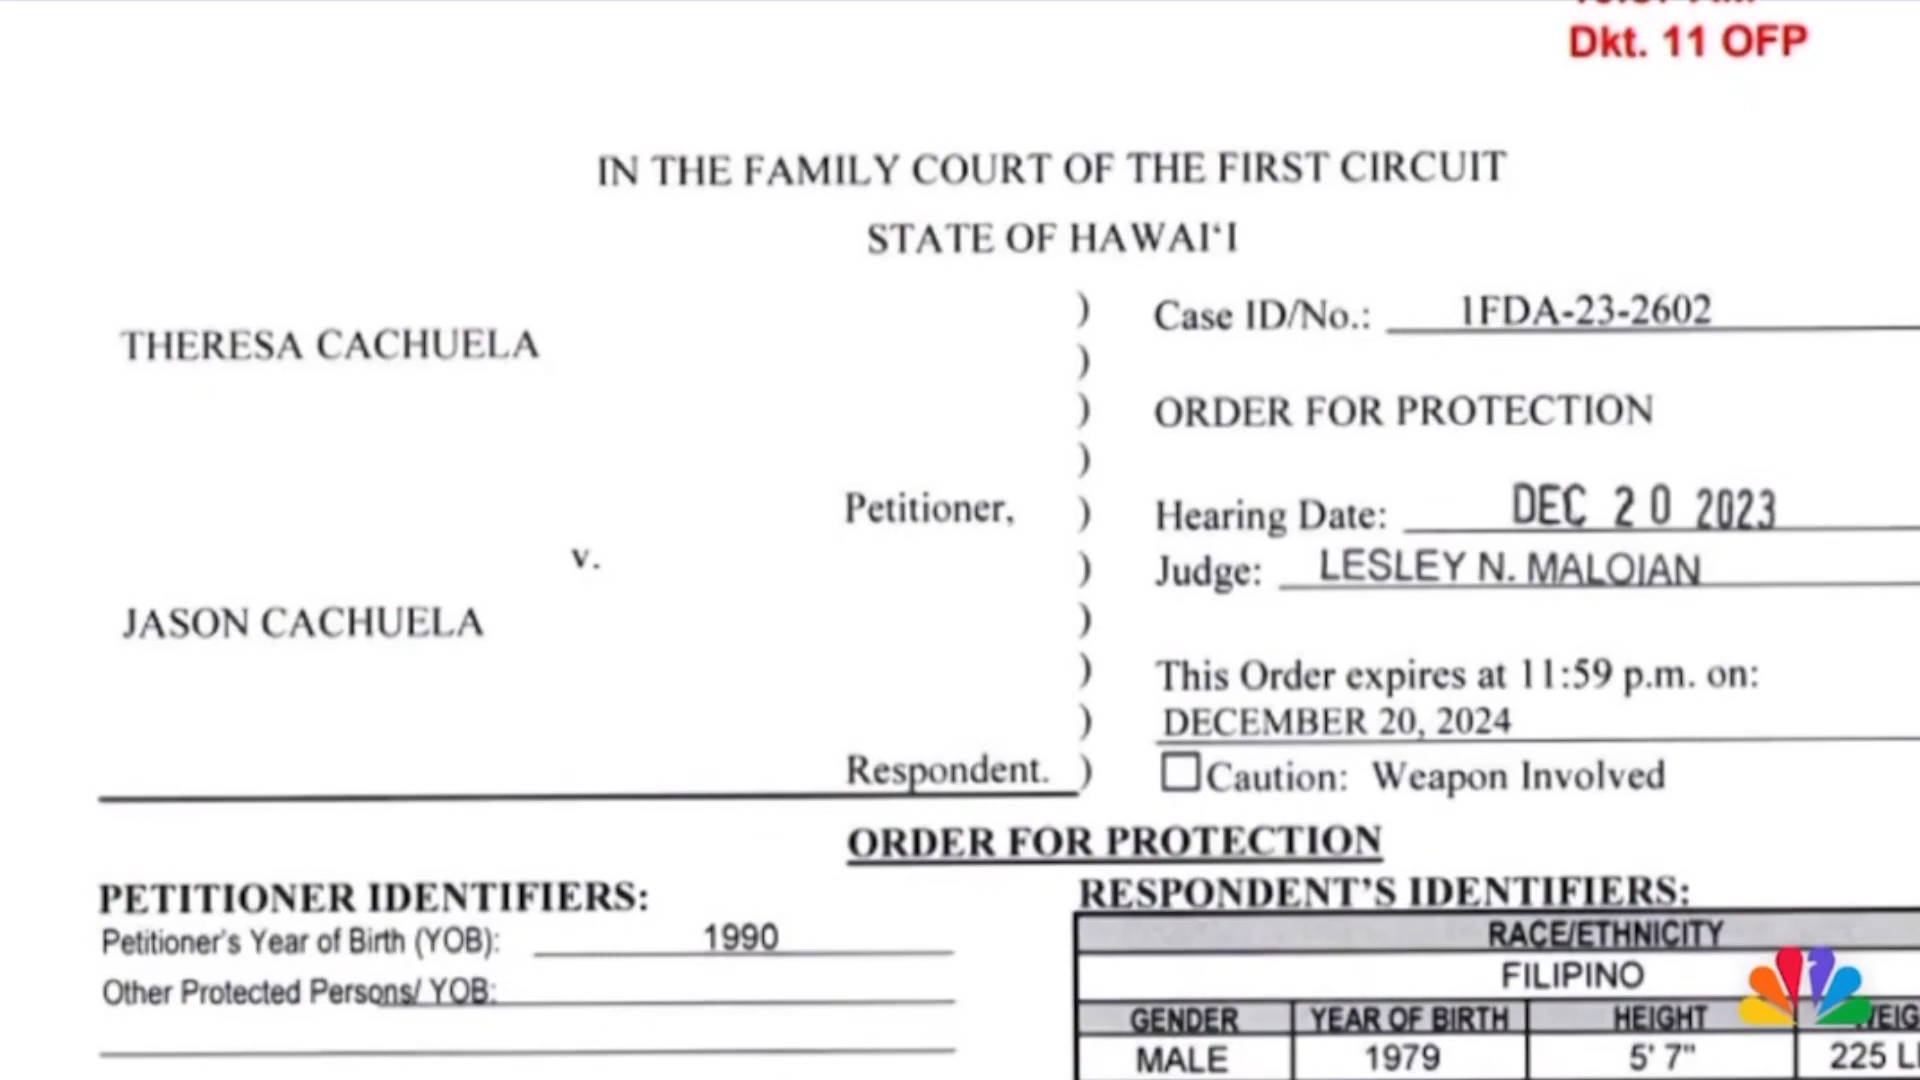 Dkt. 11 OFP
IN THE FAMILY COURT OF THE FIRST CIRCUIT
STATE OF HAWAI‘I
THERESA CACHUELA
Petitioner,
v.
JASON CACHUELA
Respondent.
)
)
)
)
)
)
)
)
)
)
Case ID/No.: 1FDA-23-2602
ORDER FOR PROTECTION
Hearing Date: DEC 20 2023
Judge: LESLEY N. MALOIAN
This Order expires at 11:59 p.m. on:
DECEMBER 20, 2024
Caution: Weapon Involved
ORDER FOR PROTECTION
PETITIONER IDENTIFIERS:
Petitioner's Year of Birth (YOB): 1990
Other Protected Persons/ YOB:
RESPONDENT’S IDENTIFIERS:
RACE/ETHNICITY
FILIPINO
GENDER YEAR OF BIRTH HEIGHT
MALE 1979 5' 7" 225